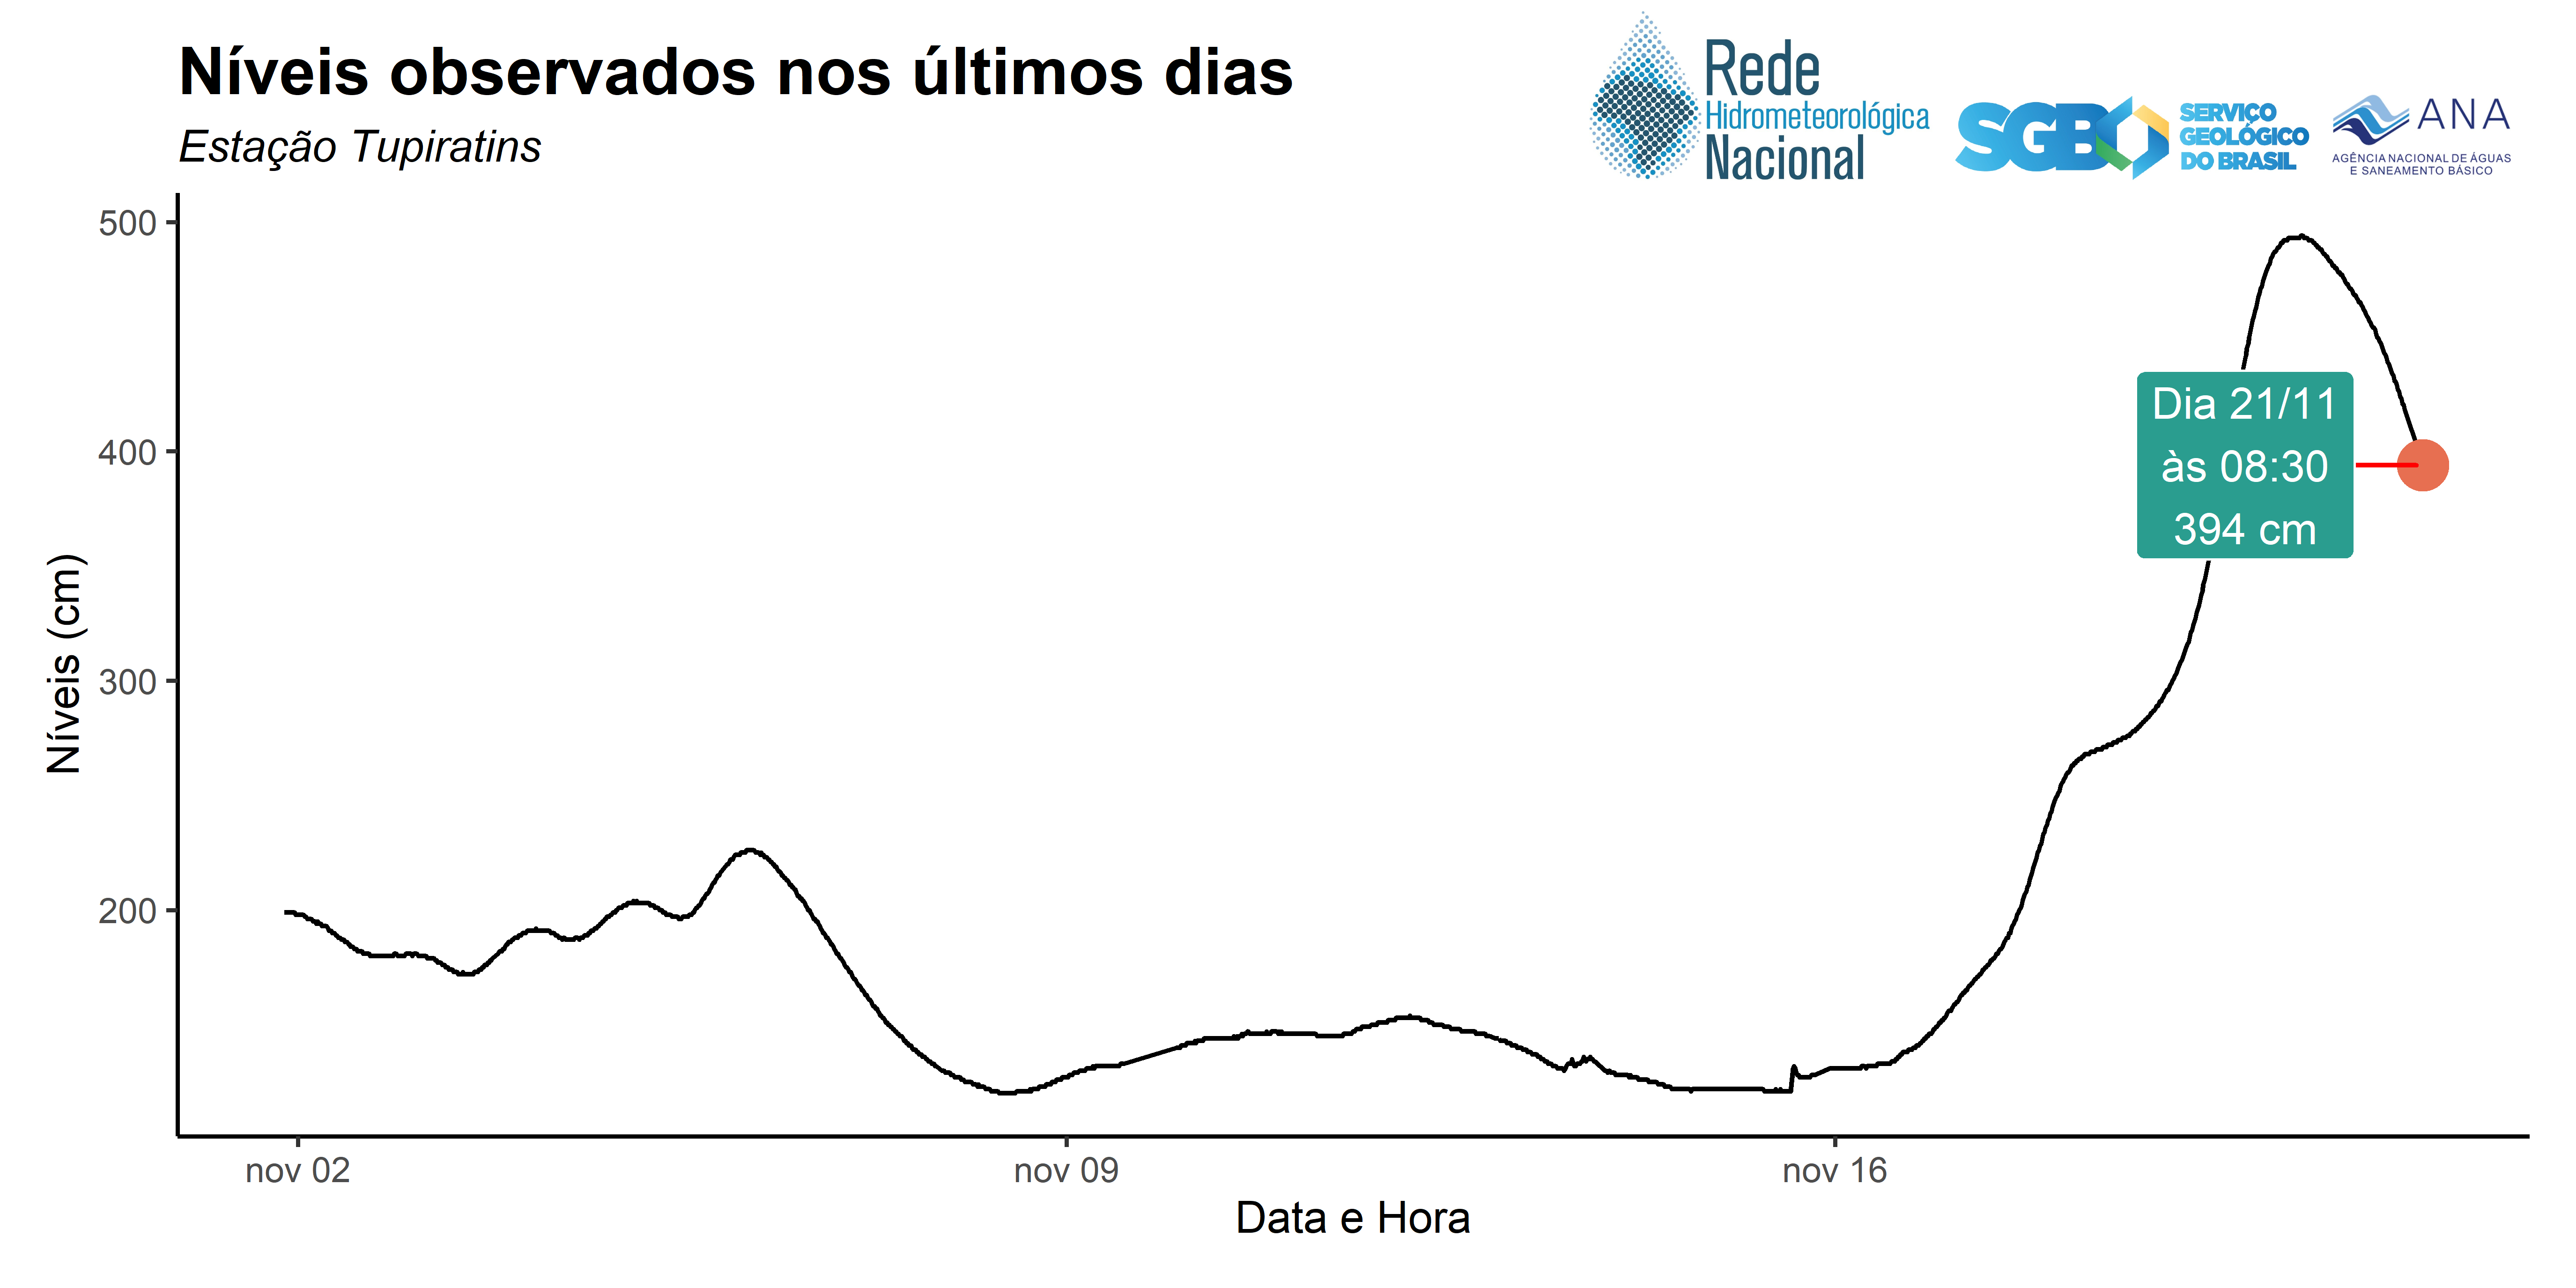 Níveis observados nos últimos dias
Estação Tupiratins
Rede
Hidrometeorológica
Nacional
SGB
SERVIÇO
GEOLÓGICO
DO BRASIL
ANA
AGÊNCIA NACIONAL DE ÁGUAS
E SANEAMENTO BÁSICO
500
400
300
200
Níveis (cm)
Dia 21/11
às 08:30
394 cm
nov 02
nov 09
nov 16
Data e Hora